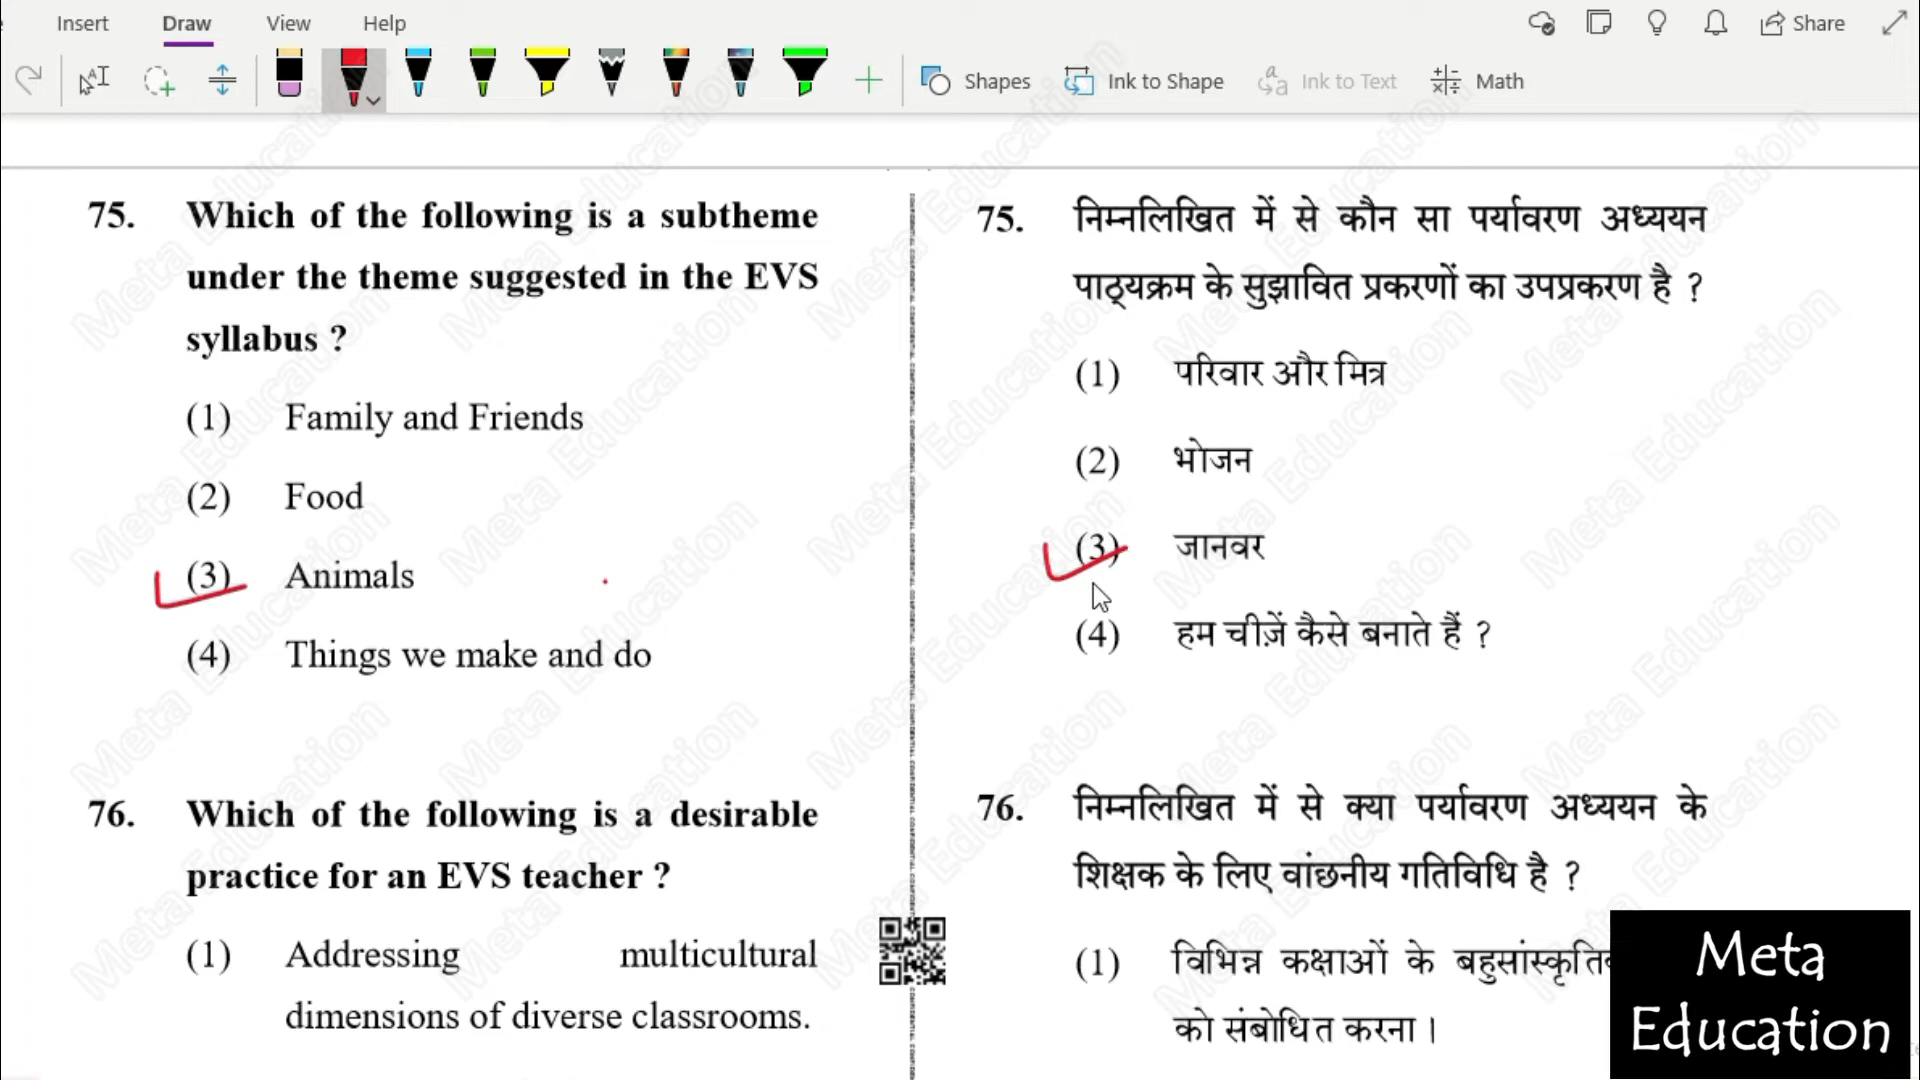 Insert Draw View Help Share
Shapes Ink to Shape Ink to Text Math
75. Which of the following is a subtheme
under the theme suggested in the EVS
syllabus ?
(1) Family and Friends
(2) Food
(3) Animals
(4) Things we make and do
76. Which of the following is a desirable
practice for an EVS teacher ?
(1) Addressing multicultural
dimensions of diverse classrooms.
75. निम्नलिखित में से कौन सा पर्यावरण अध्ययन
पाठ्यक्रम के सुझावित प्रकरणों का उपप्रकरण है ?
(1) परिवार और मित्र
(2) भोजन
(3) जानवर
(4) हम चीज़ें कैसे बनाते हैं ?
76. निम्नलिखित में से क्या पर्यावरण अध्ययन के
शिक्षक के लिए वांछनीय गतिविधि है ?
(1) विभिन्न कक्षाओं के
को संबोधित करना ।
Meta
Education